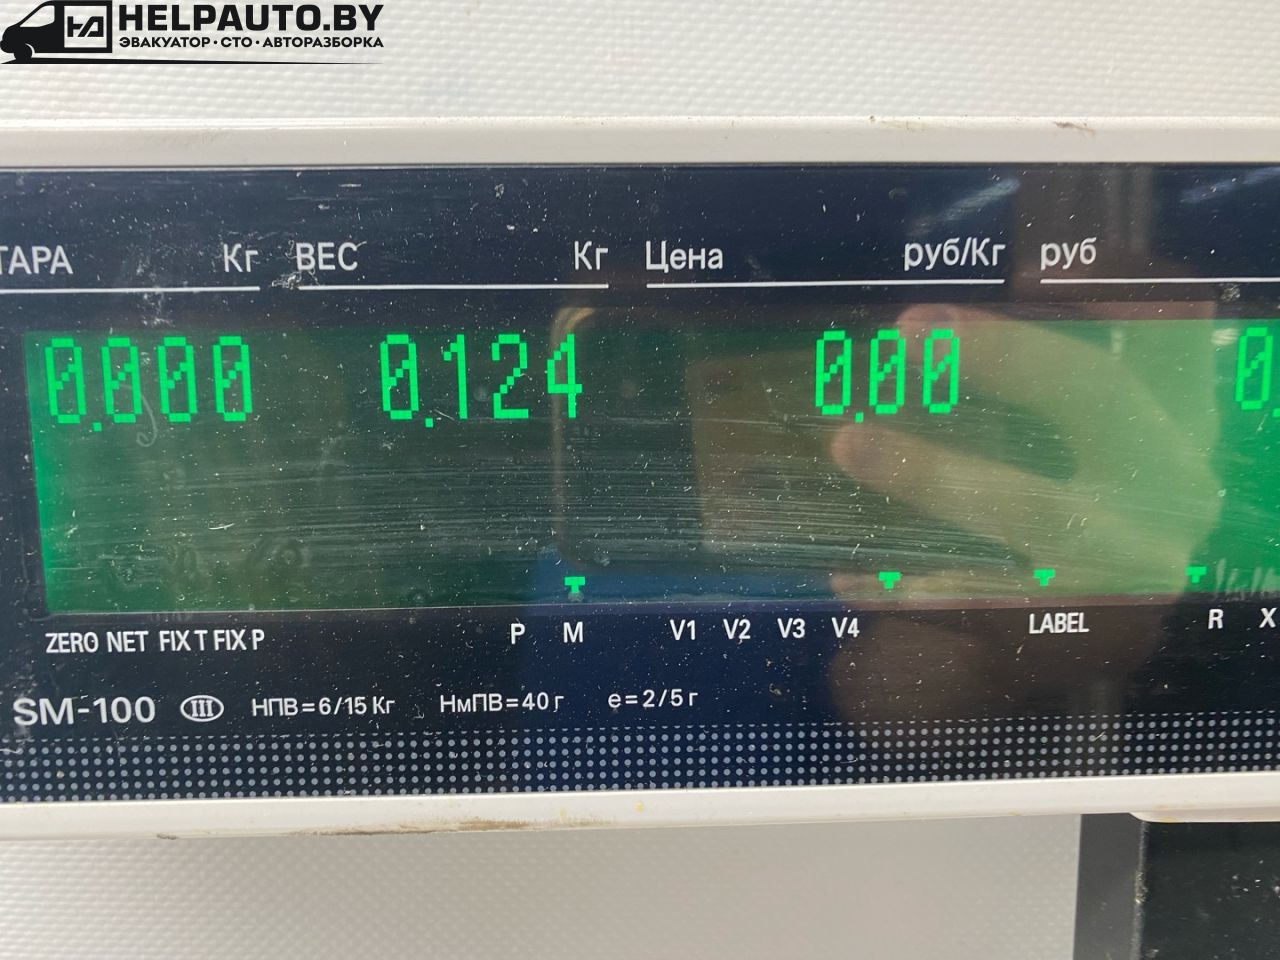 HELPAUTO.BY
ЭВАКУАТОР·СТО·АВТОРАЗБОРКА
ТАРА Кг ВЕС Кг Цена руб/Кг руб
0.000 0.124 0.00 0.
ZERO NET FIX T FIX P P M V1 V2 V3 V4 LABEL R X
SM-100 III НПВ=6/15 Кг НмПВ=40 г e=2/5 г